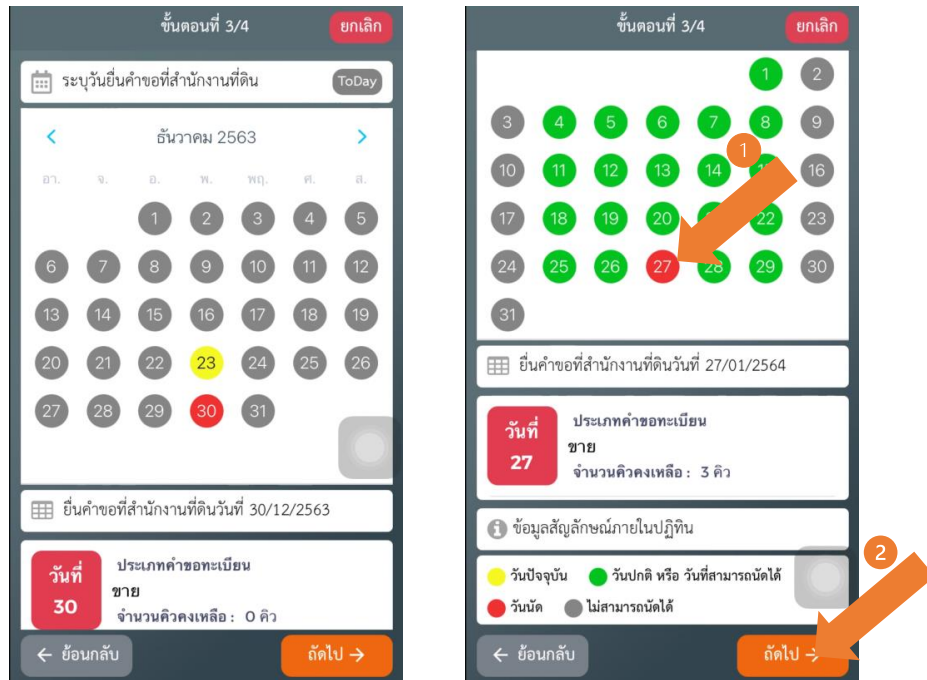 ขั้นตอนที่ 3/4
ยกเลิก
ระบุวันยื่นคำขอที่สำนักงานที่ดิน
ToDay
ธันวาคม 2563
อา. จ. อ. พ. พฤ. ศ. ส.
1 2 3 4 5
6 7 8 9 10 11 12
13 14 15 16 17 18 19
20 21 22 23 24 25 26
27 28 29 30 31
ยื่นคำขอที่สำนักงานที่ดินวันที่ 30/12/2563
วันที่
30
ประเภทคำขอทะเบียน
ขาย
จำนวนคิวคงเหลือ : 0 คิว
← ย้อนกลับ
ถัดไป →
ขั้นตอนที่ 3/4
ยกเลิก
1 2
3 4 5 6 7 8 9
1
10 11 12 13 14 16
17 18 19 20 22 23
24 25 26 27 28 29 30
31
ยื่นคำขอที่สำนักงานที่ดินวันที่ 27/01/2564
วันที่
27
ประเภทคำขอทะเบียน
ขาย
จำนวนคิวคงเหลือ : 3 คิว
ข้อมูลสัญลักษณ์ภายในปฏิทิน
2
วันปัจจุบัน
วันปกติ หรือ วันที่สามารถนัดได้
วันนัด
ไม่สามารถนัดได้
← ย้อนกลับ
ถัดไป →